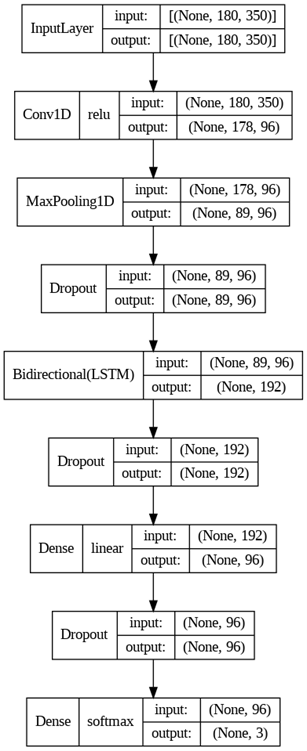 InputLayer input: [(None, 180, 350)]
output: [(None, 180, 350)]
Conv1D relu input: (None, 180, 350)
output: (None, 178, 96)
MaxPooling1D input: (None, 178, 96)
output: (None, 89, 96)
Dropout input: (None, 89, 96)
output: (None, 89, 96)
Bidirectional(LSTM) input: (None, 89, 96)
output: (None, 192)
Dropout input: (None, 192)
output: (None, 192)
Dense linear input: (None, 192)
output: (None, 96)
Dropout input: (None, 96)
output: (None, 96)
Dense softmax input: (None, 96)
output: (None, 3)